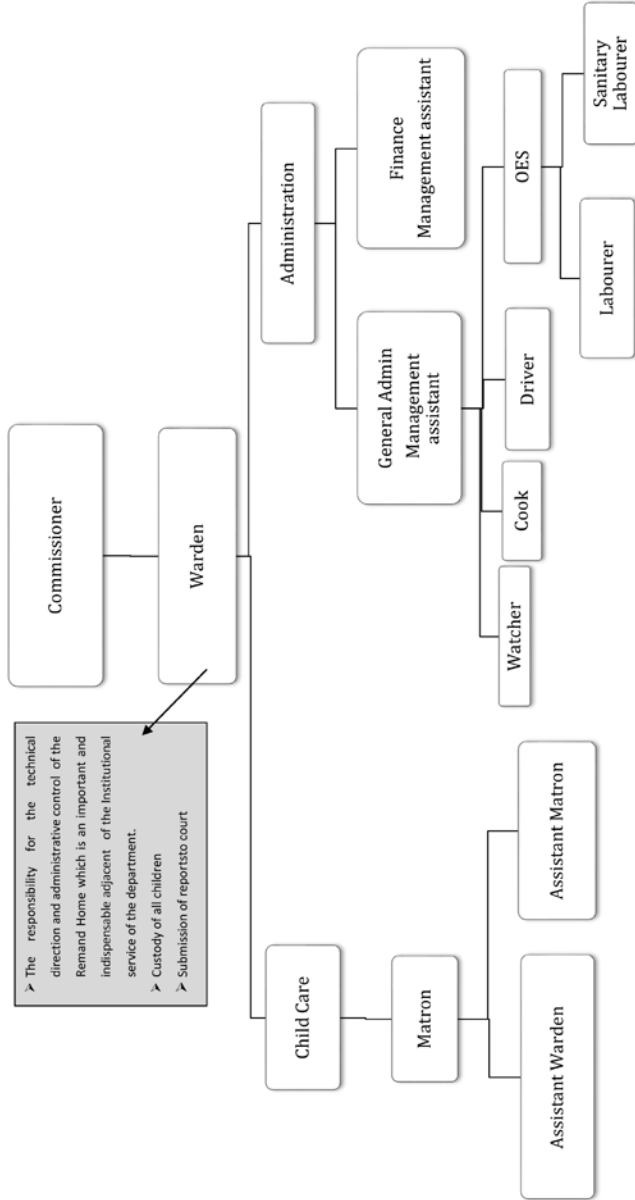 Commissioner
➢ The responsibility for the technical
direction and administrative control of the
Remand Home which is an important and
indispensable adjacent of the Institutional
service of the department.
➢ Custody of all children
➢ Submission of reportsto court
Warden
Child Care
Administration
Matron
General Admin
Management
assistant
Finance
Management assistant
Assistant Warden
Assistant Matron
Watcher
Cook
Driver
OES
Labourer
Sanitary
Labourer